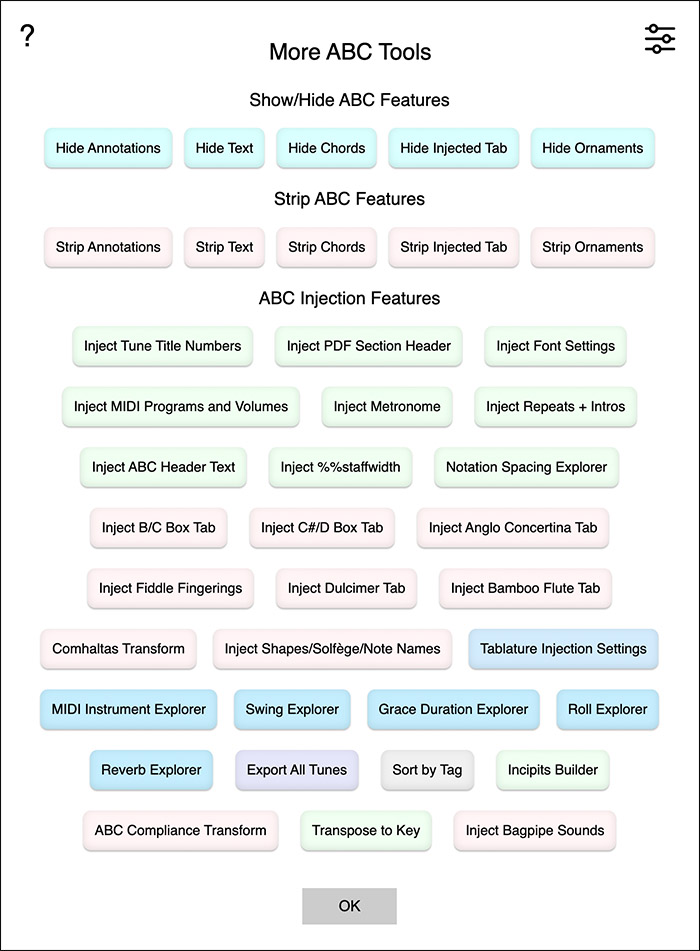 ?
More ABC Tools
Show/Hide ABC Features
Hide Annotations Hide Text Hide Chords Hide Injected Tab Hide Ornaments
Strip ABC Features
Strip Annotations Strip Text Strip Chords Strip Injected Tab Strip Ornaments
ABC Injection Features
Inject Tune Title Numbers Inject PDF Section Header Inject Font Settings
Inject MIDI Programs and Volumes Inject Metronome Inject Repeats + Intros
Inject ABC Header Text Inject %%staffwidth Notation Spacing Explorer
Inject B/C Box Tab Inject C#/D Box Tab Inject Anglo Concertina Tab
Inject Fiddle Fingerings Inject Dulcimer Tab Inject Bamboo Flute Tab
Comhaltas Transform Inject Shapes/Solfège/Note Names Tablature Injection Settings
MIDI Instrument Explorer Swing Explorer Grace Duration Explorer Roll Explorer
Reverb Explorer Export All Tunes Sort by Tag Incipits Builder
ABC Compliance Transform Transpose to Key Inject Bagpipe Sounds
OK